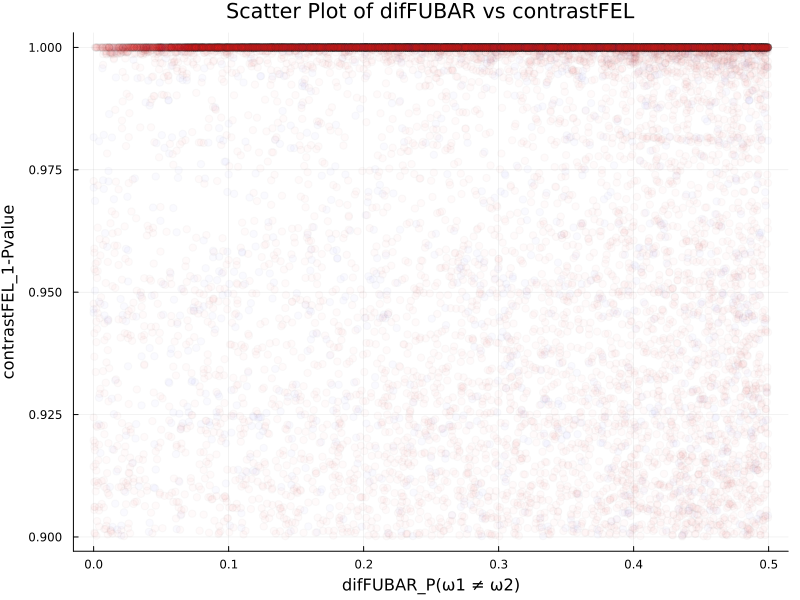 Scatter Plot of difFUBAR vs contrastFEL
contrastFEL_1-Pvalue
1.000
0.975
0.950
0.925
0.900
0.0 0.1 0.2 0.3 0.4 0.5
difFUBAR_P(ω1 ≠ ω2)